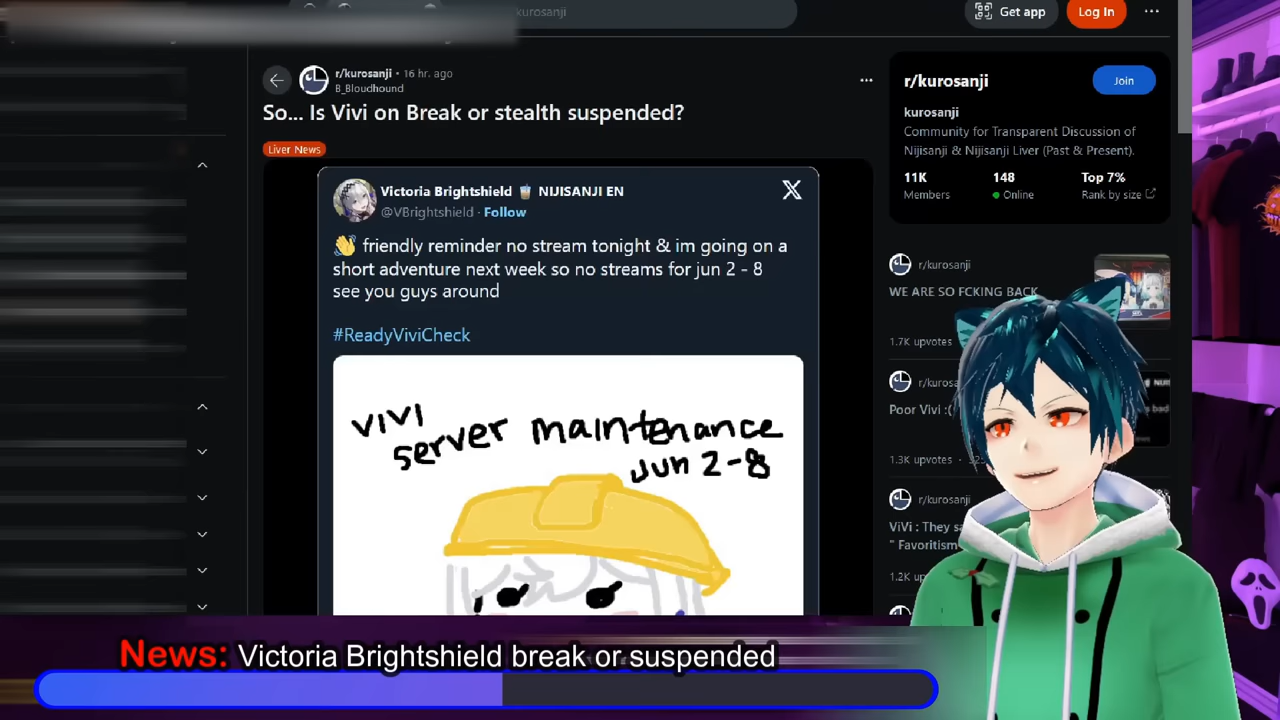 kurosanji
Get app
Log In
r/kurosanji • 16 hr. ago
B_Bloudhound
So... Is Vivi on Break or stealth suspended?
Liver News
Victoria Brightshield 🧋 NIJISANJI EN
@VBrightshield · Follow
👋 friendly reminder no stream tonight & im going on a
short adventure next week so no streams for jun 2 - 8
see you guys around
#ReadyViviCheck
vivi
server maintenance
Jun 2-8
r/kurosanji
Join
kurosanji
Community for Transparent Discussion of
Nijisanji & Nijisanji Liver (Past & Present).
11K
148
Top 7%
Members
Online
Rank by size
r/kurosanji
WE ARE SO FCKING BACK
1.7K upvotes
r/kurosa
Poor Vivi :(
1.3K upvotes
r/kurosanji
ViVi : They sa
" Favoritism
1.2K up
News: Victoria Brightshield break or suspended